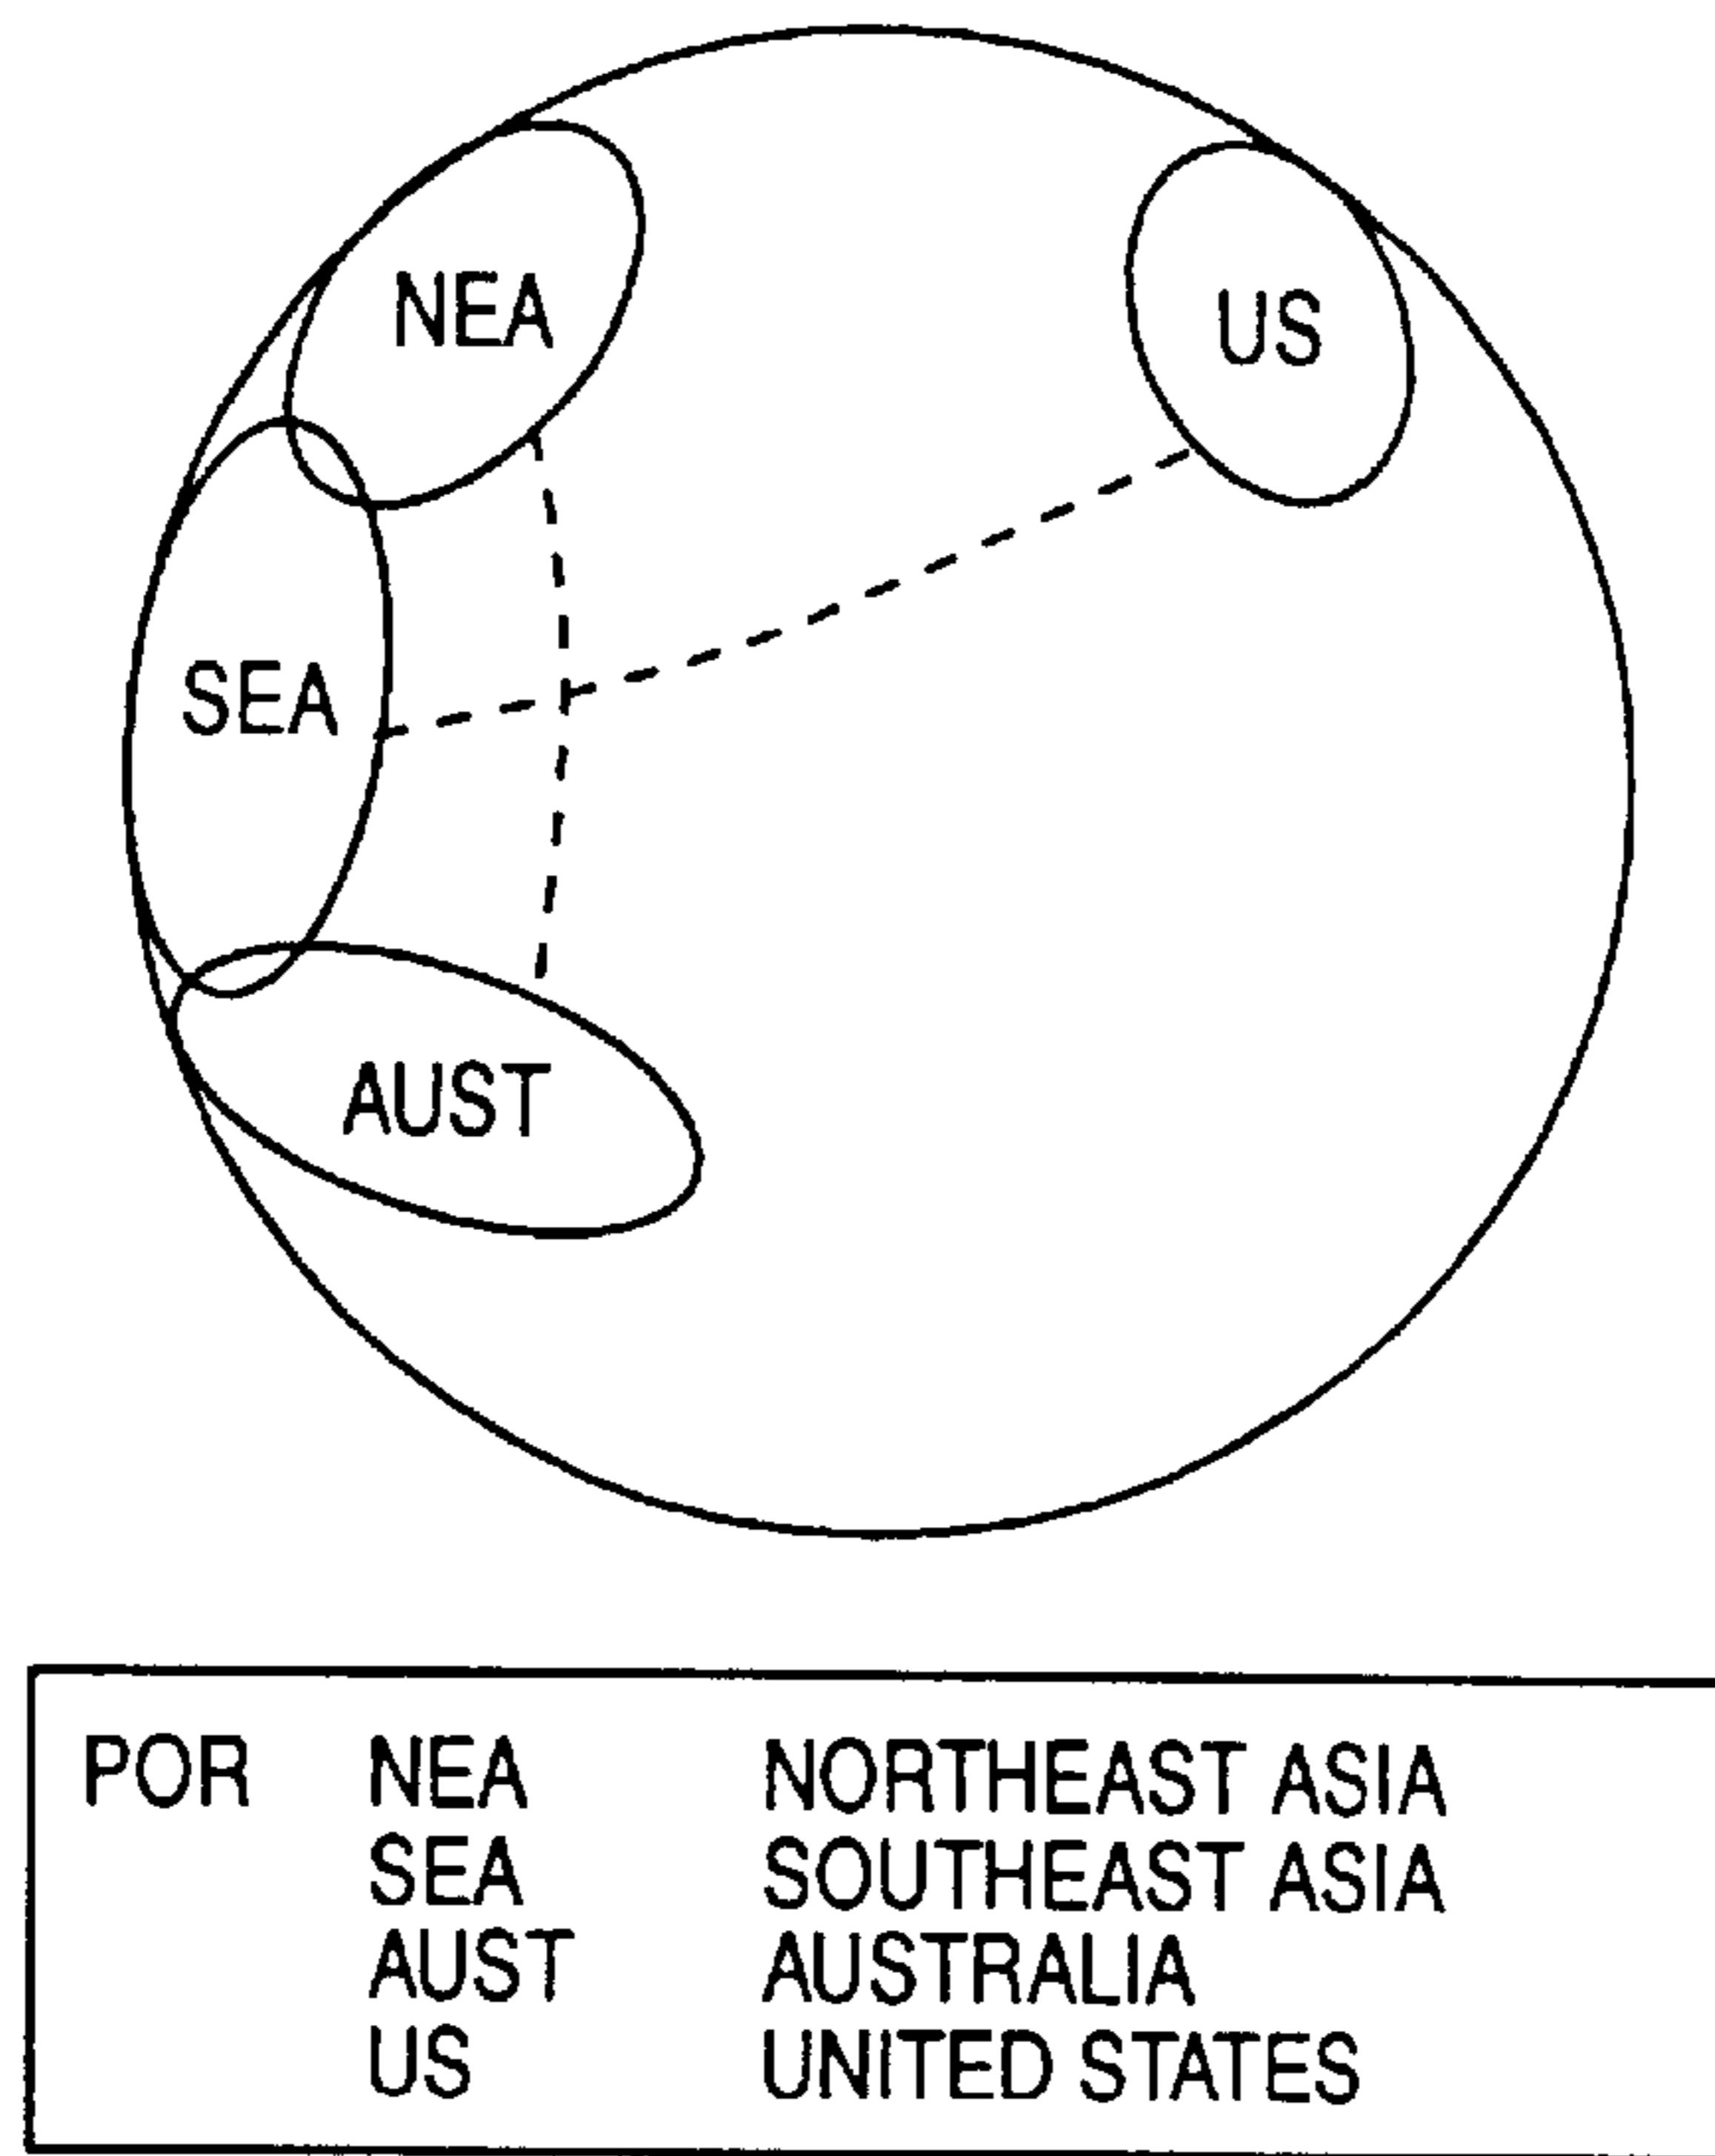 NEA
US
SEA
AUST
POR NEA NORTHEAST ASIA
SEA SOUTHEAST ASIA
AUST AUSTRALIA
US UNITED STATES